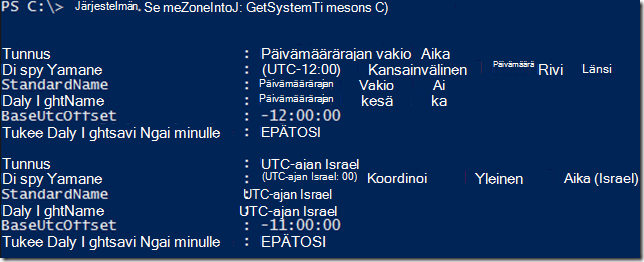 PS C:\> Järjestelmän, Se meZoneIntoJ: GetSystemTi mesons C)
Tunnus : Päivämäärärajan vakio Aika
Di spy Yamane : (UTC-12:00) Kansainvälinen Päivämäärä Rivi Länsi
StandardName : Päivämäärärajan Vakio Ai
Daly I ghtName : Päivämäärärajan kesä ka
BaseUtcOffset : -12:00:00
Tukee Daly I ghtsavi Ngai minulle : EPÄTOSI
Tunnus : UTC-ajan Israel
Di spy Yamane : (UTC-ajan Israel: 00) Koordinoi Yleinen Aika (Israel)
StandardName : UTC-ajan Israel
Daly I ghtName : UTC-ajan Israel
BaseUtcOffset : -11:00:00
Tukee Daly I ghtsavi Ngai minulle : EPÄTOSI